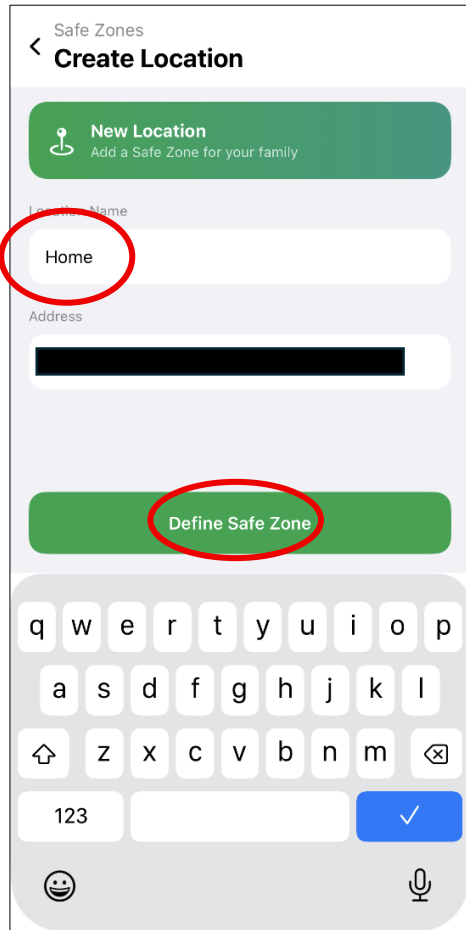 Safe Zones
Create Location
New Location
Add a Safe Zone for your family
Location Name
Home
Address
Define Safe Zone
q w e r t y u i o p
a s d f g h j k l
z x c v b n m
123